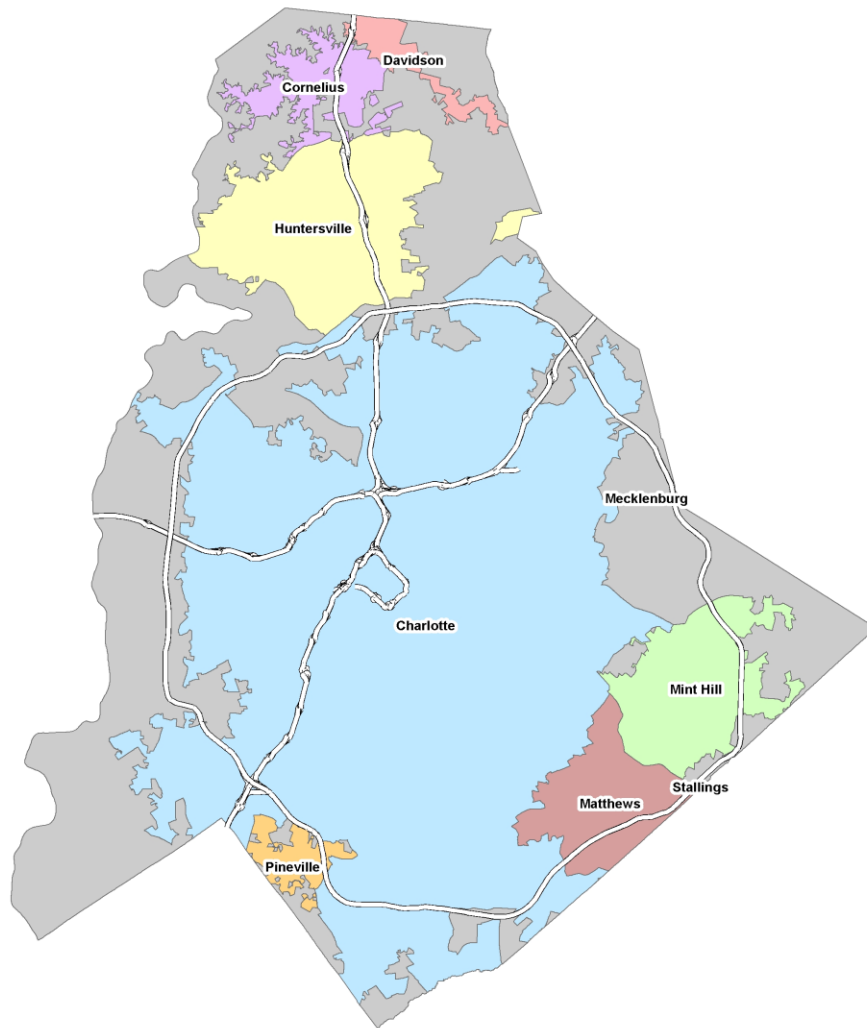 Davidson
Cornelius
Huntersville
Mecklenburg
Charlotte
Mint Hill
Stallings
Matthews
Pineville